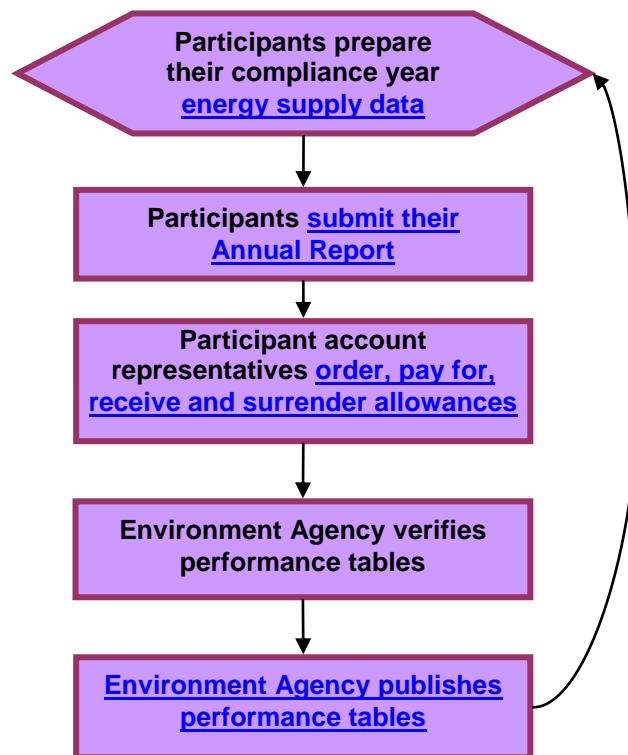 Participants prepare
their compliance year
energy supply data
Participants submit their
Annual Report
Participant account
representatives order, pay for,
receive and surrender allowances
Environment Agency verifies
performance tables
Environment Agency publishes
performance tables